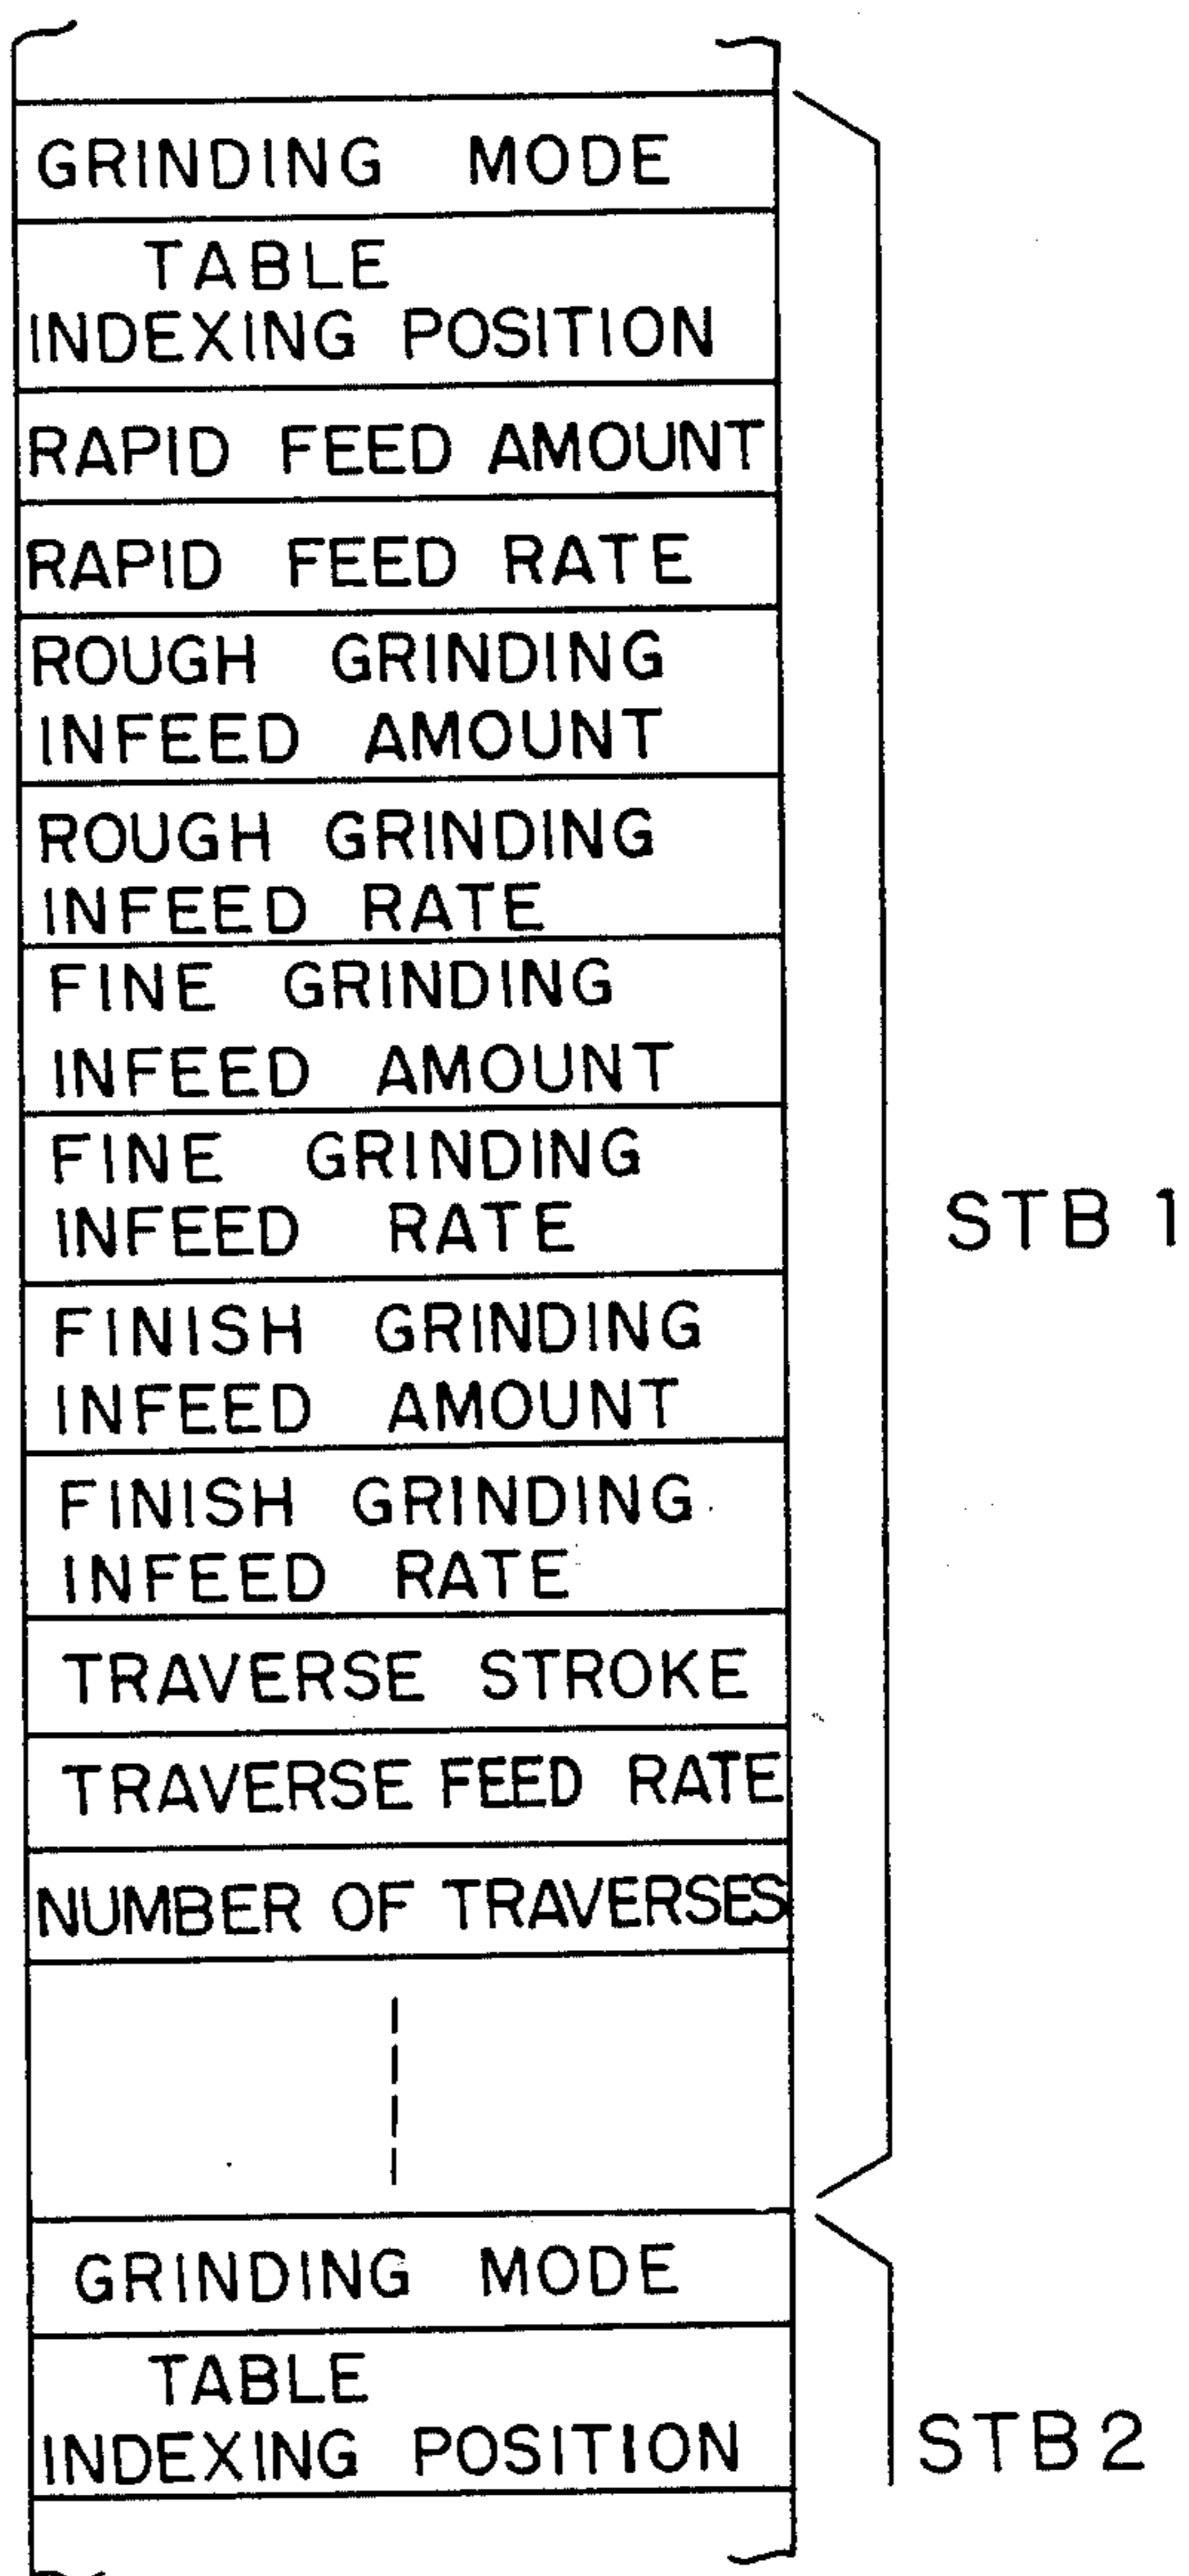 GRINDING MODE
TABLE
INDEXING POSITION
RAPID FEED AMOUNT
RAPID FEED RATE
ROUGH GRINDING
INFEED AMOUNT
ROUGH GRINDING
INFEED RATE
FINE GRINDING
INFEED AMOUNT
FINE GRINDING
INFEED RATE
STB 1
FINISH GRINDING
INFEED AMOUNT
FINISH GRINDING
INFEED RATE
TRAVERSE STROKE
TRAVERSE FEED RATE
NUMBER OF TRAVERSES
GRINDING MODE
TABLE
INDEXING POSITION
STB 2